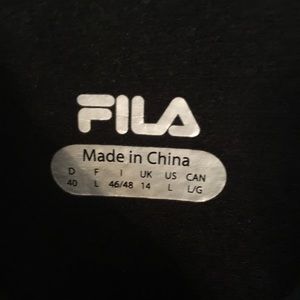 FILA
Made in China
D F I UK US CAN
40 L 46/48 14 L L/G